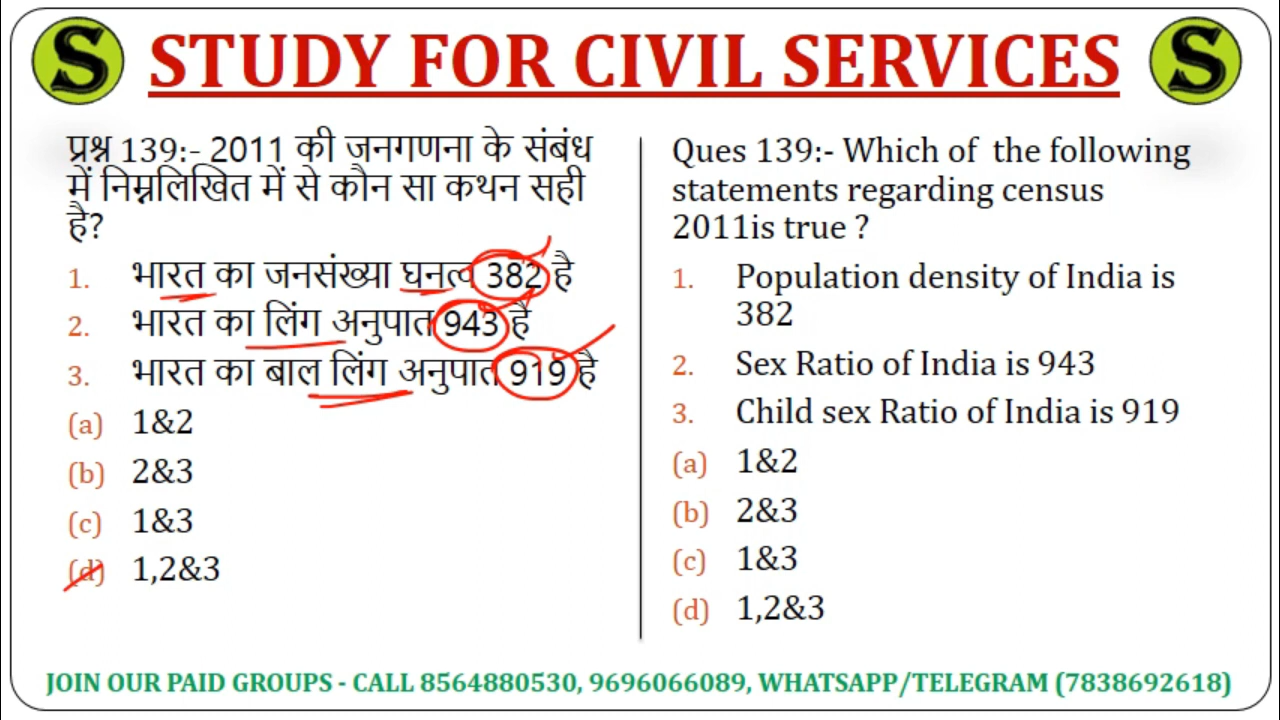 S STUDY FOR CIVIL SERVICES S
प्रश्न 139:- 2011 की जनगणना के संबंध
में निम्नलिखित में से कौन सा कथन सही
है?
1. भारत का जनसंख्या घनत्व 382 है
2. भारत का लिंग अनुपात 943 है
3. भारत का बाल लिंग अनुपात 919 है
(a) 1&2
(b) 2&3
(c) 1&3
(d) 1,2&3
Ques 139:- Which of the following
statements regarding census
2011is true ?
1. Population density of India is
382
2. Sex Ratio of India is 943
3. Child sex Ratio of India is 919
(a) 1&2
(b) 2&3
(c) 1&3
(d) 1,2&3
JOIN OUR PAID GROUPS - CALL 8564880530, 9696066089, WHATSAPP/TELEGRAM (7838692618)